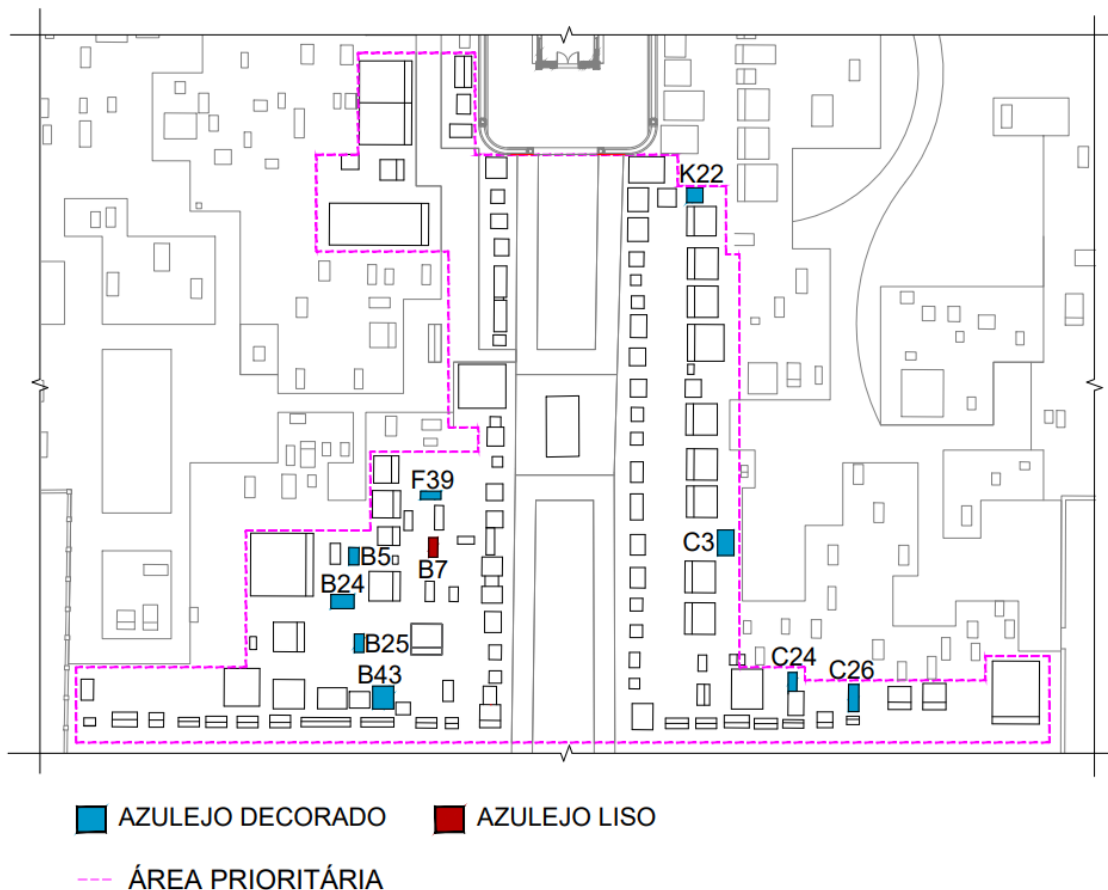 K22
F39
C3
B5
B7
B24
B25
C24
C26
B43
AZULEJO DECORADO
AZULEJO LISO
ÁREA PRIORITÁRIA